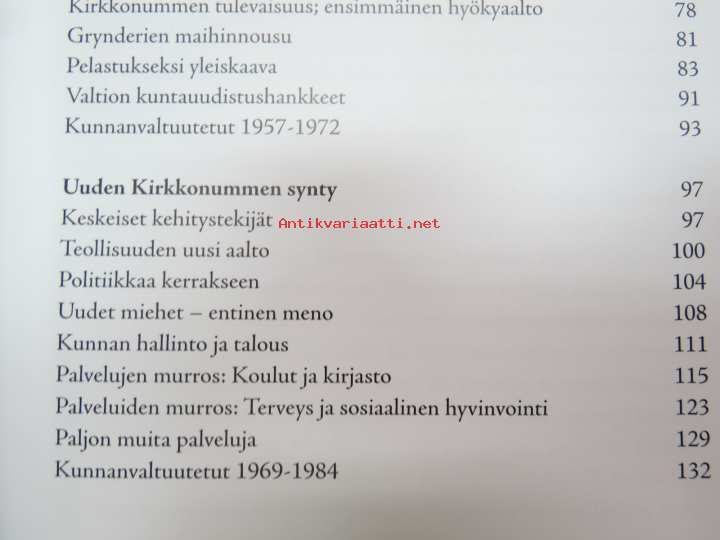 Kirkkonummen tulevaisuus; ensimmäinen hyökyaalto 78
Grynderien maihinnousu 81
Pelastukseksi yleiskaava 83
Valtion kuntauudistushankkeet 91
Kunnanvaltuutetut 1957-1972 93
Uuden Kirkkonummen synty 97
Keskeiset kehitystekijät 97
Antikvariaatti.net
Teollisuuden uusi aalto 100
Politiikkaa kerrakseen 104
Uudet miehet – entinen meno 108
Kunnan hallinto ja talous 111
Palvelujen murros: Koulut ja kirjasto 115
Palveluiden murros: Terveys ja sosiaalinen hyvinvointi 123
Paljon muita palveluja 129
Kunnanvaltuutetut 1969-1984 132